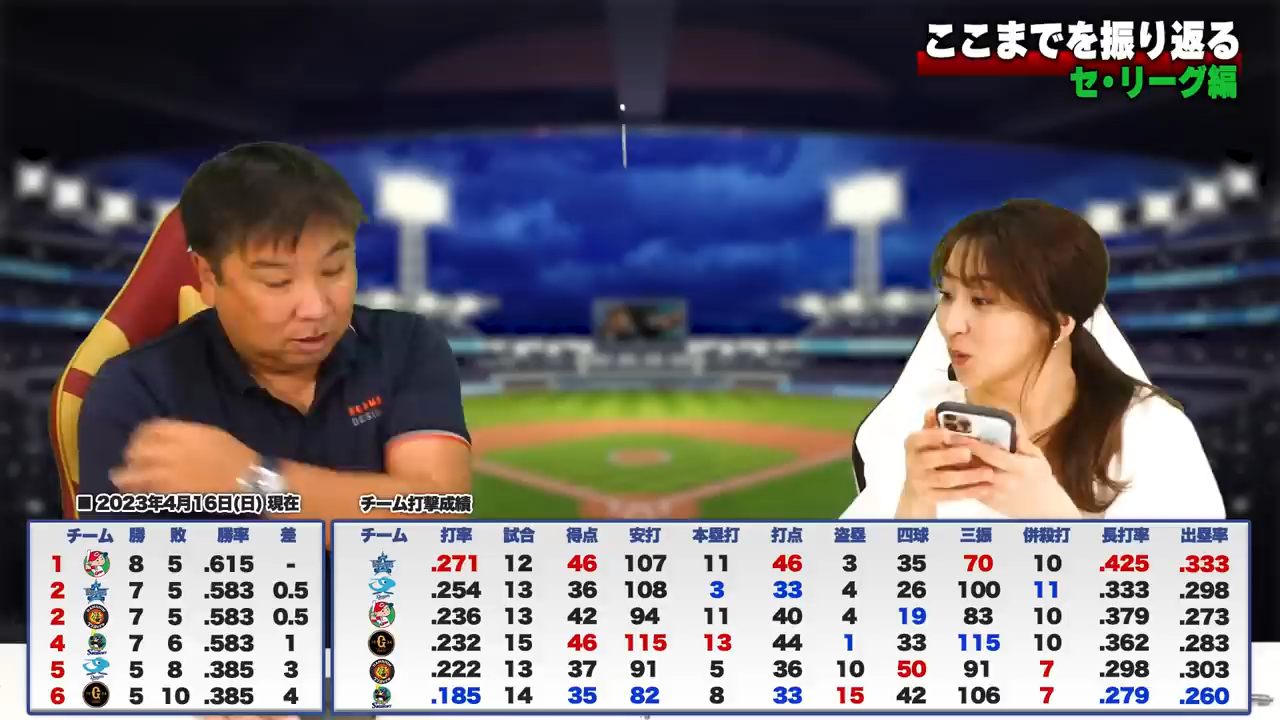 ここまでを振り返る
セ・リーグ編
■ 2023年4月16日(日) 現在
チーム 勝 敗 勝率 差
1 8 5 .615 -
2 7 5 .583 0.5
2 7 5 .583 0.5
4 7 6 .583 1
5 5 8 .385 3
6 5 10 .385 4
チーム打撃成績
チーム 打率 試合 得点 安打 本塁打 打点 盗塁 四球 三振 併殺打 長打率 出塁率
.271 12 46 107 11 46 3 35 70 10 .425 .333
.254 13 36 108 3 33 4 26 100 11 .333 .298
.236 13 42 94 11 40 4 19 83 10 .379 .273
.232 15 46 115 13 44 1 33 115 10 .362 .283
.222 13 37 91 5 36 10 50 91 7 .298 .303
.185 14 35 82 8 33 15 42 106 7 .279 .260